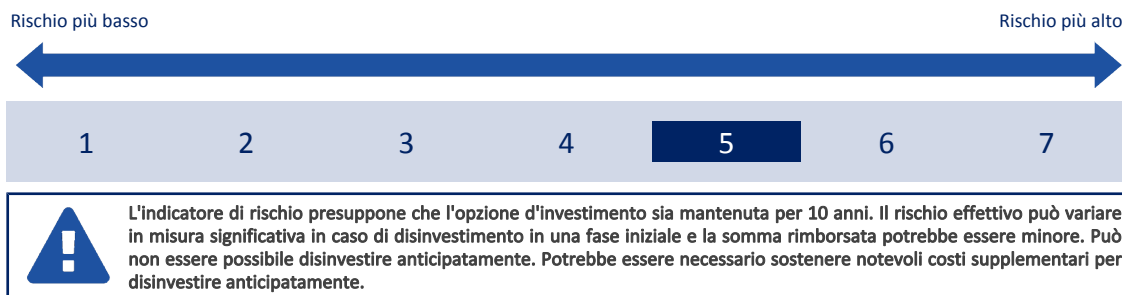 Rischio più basso Rischio più alto
1 2 3 4 5 6 7
L'indicatore di rischio presuppone che l'opzione d'investimento sia mantenuta per 10 anni. Il rischio effettivo può variare
in misura significativa in caso di disinvestimento in una fase iniziale e la somma rimborsata potrebbe essere minore. Può
non essere possibile disinvestire anticipatamente. Potrebbe essere necessario sostenere notevoli costi supplementari per
disinvestire anticipatamente.